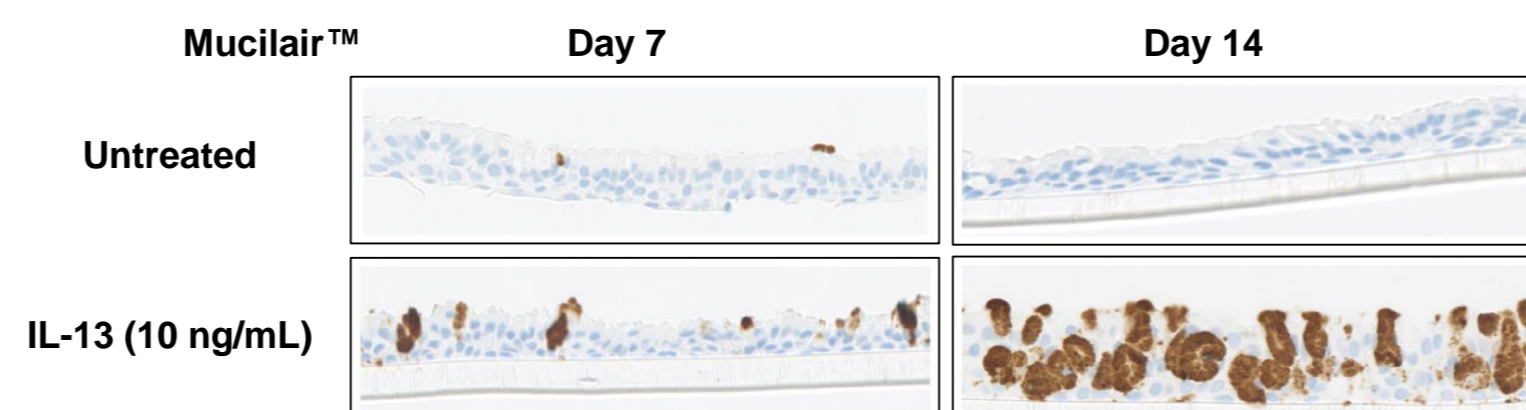 Mucilair™ Day 7 Day 14
Untreated
IL-13 (10 ng/mL)